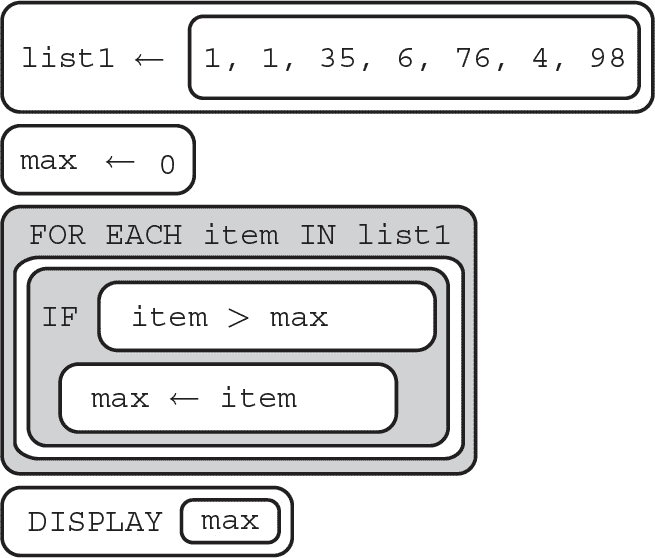 list1 ← 1, 1, 35, 6, 76, 4, 98
max ← 0
FOR EACH item IN list1
IF item > max
max ← item
DISPLAY max